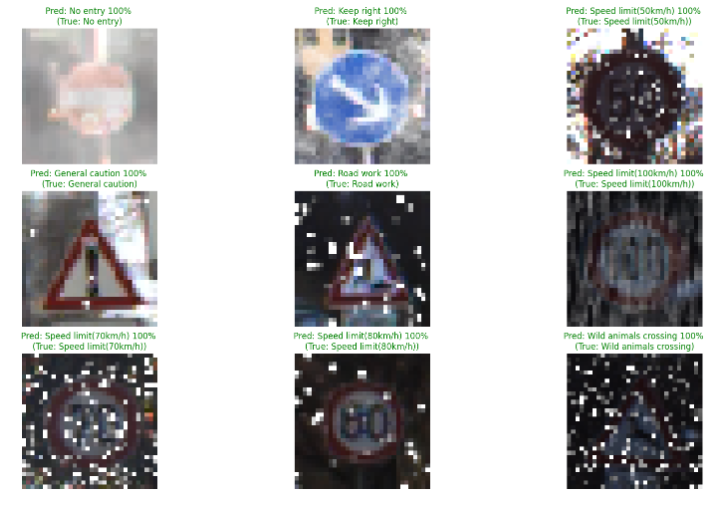 Pred: No entry 100%
(True: No entry)
Pred: Keep right 100%
(True: Keep right)
Pred: Speed limit(50km/h) 100%
(True: Speed limit(50km/h))
Pred: General caution 100%
(True: General caution)
Pred: Road work 100%
(True: Road work)
Pred: Speed limit(100km/h) 100%
(True: Speed limit(100km/h))
Pred: Speed limit(70km/h) 100%
(True: Speed limit(70km/h))
70
Pred: Speed limit(80km/h) 100%
(True: Speed limit(80km/h))
80
Pred: Wild animals crossing 100%
(True: Wild animals crossing)